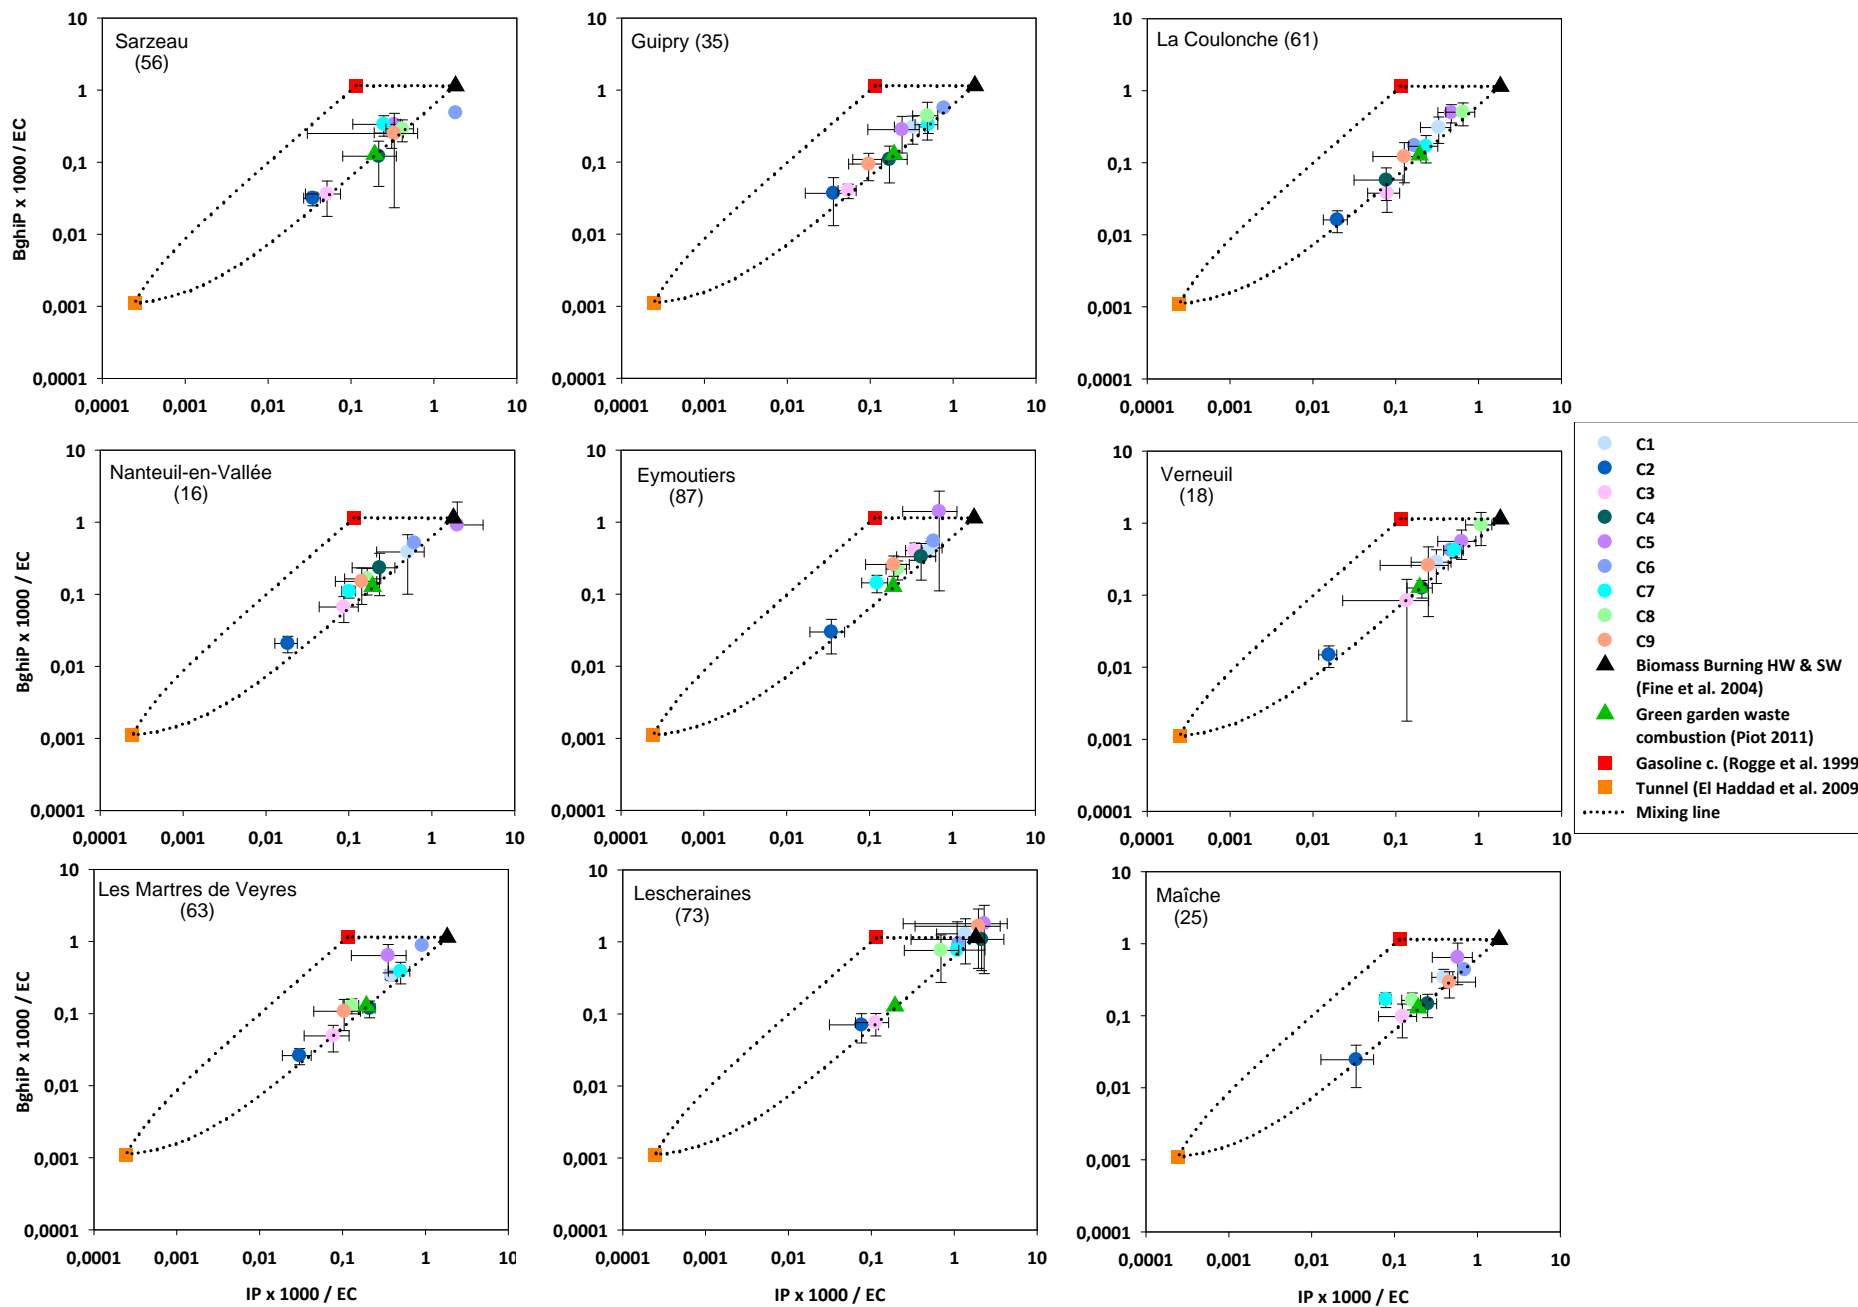 Sarzeau
(56)
BghiP x 1000 / EC
10
1
0,1
0,01
0,001
0,0001
0,0001 0,001 0,01 0,1 1 10
Guipry (35)
10
1
0,1
0,01
0,001
0,0001
0,0001 0,001 0,01 0,1 1 10
La Coulonche (61)
10
1
0,1
0,01
0,001
0,0001
0,0001 0,001 0,01 0,1 1 10
Nanteuil-en-Vallée
(16)
BghiP x 1000 / EC
10
1
0,1
0,01
0,001
0,0001
0,0001 0,001 0,01 0,1 1 10
Eymoutiers
(87)
10
1
0,1
0,01
0,001
0,0001
0,0001 0,001 0,01 0,1 1 10
Verneuil
(18)
10
1
0,1
0,01
0,001
0,0001
0,0001 0,001 0,01 0,1 1 10
C1
C2
C3
C4
C5
C6
C7
C8
C9
Biomass Burning HW & SW
(Fine et al. 2004)
Green garden waste
combustion (Piot 2011)
Gasoline c. (Rogge et al. 1999
Tunnel (El Haddad et al. 2009
Mixing line
Les Martres de Veyres
(63)
BghiP x 1000 / EC
10
1
0,1
0,01
0,001
0,0001
0,0001 0,001 0,01 0,1 1 10
IP x 1000 / EC
Lescheraines
(73)
10
1
0,1
0,01
0,001
0,0001
0,0001 0,001 0,01 0,1 1 10
IP x 1000 / EC
Maîche
(25)
10
1
0,1
0,01
0,001
0,0001
0,0001 0,001 0,01 0,1 1 10
IP x 1000 / EC